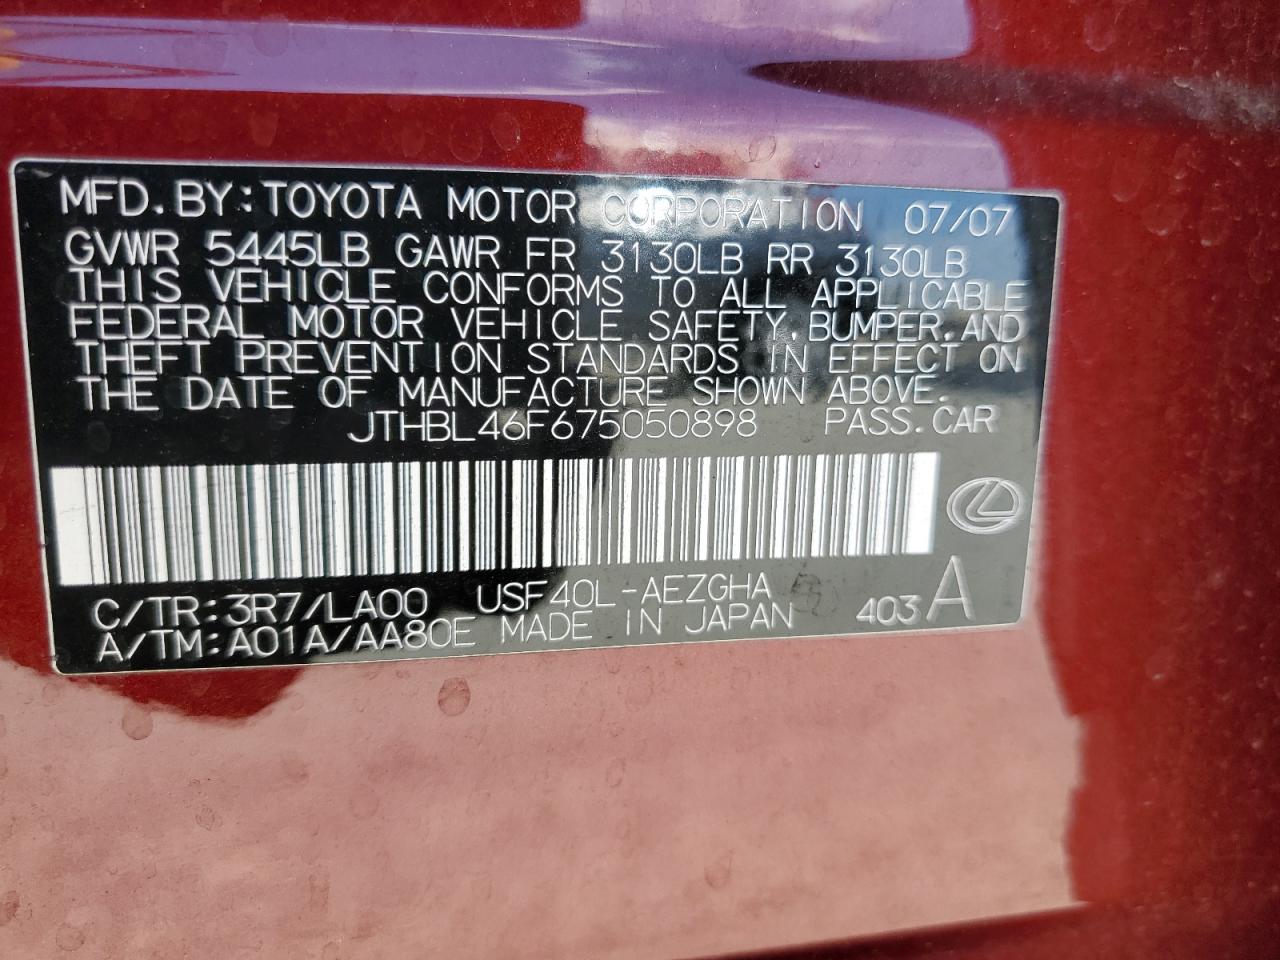 MFD. BY: TOYOTA MOTOR CORPORATION 07/07
GVWR 5445LB GAWR FR 3130LB RR 3130LB
THIS VEHICLE CONFORMS TO ALL APPLICABLE
FEDERAL MOTOR VEHICLE SAFETY, BUMPER, AND
THEFT PREVENTION STANDARDS IN EFFECT ON
THE DATE OF MANUFACTURE SHOWN ABOVE.
JTHBL46F675050898 PASS. CAR
C/TR: 3R7/LA00 USF40L-AEZGHA
A/TM: A01A/AA80E MADE IN JAPAN 403 A